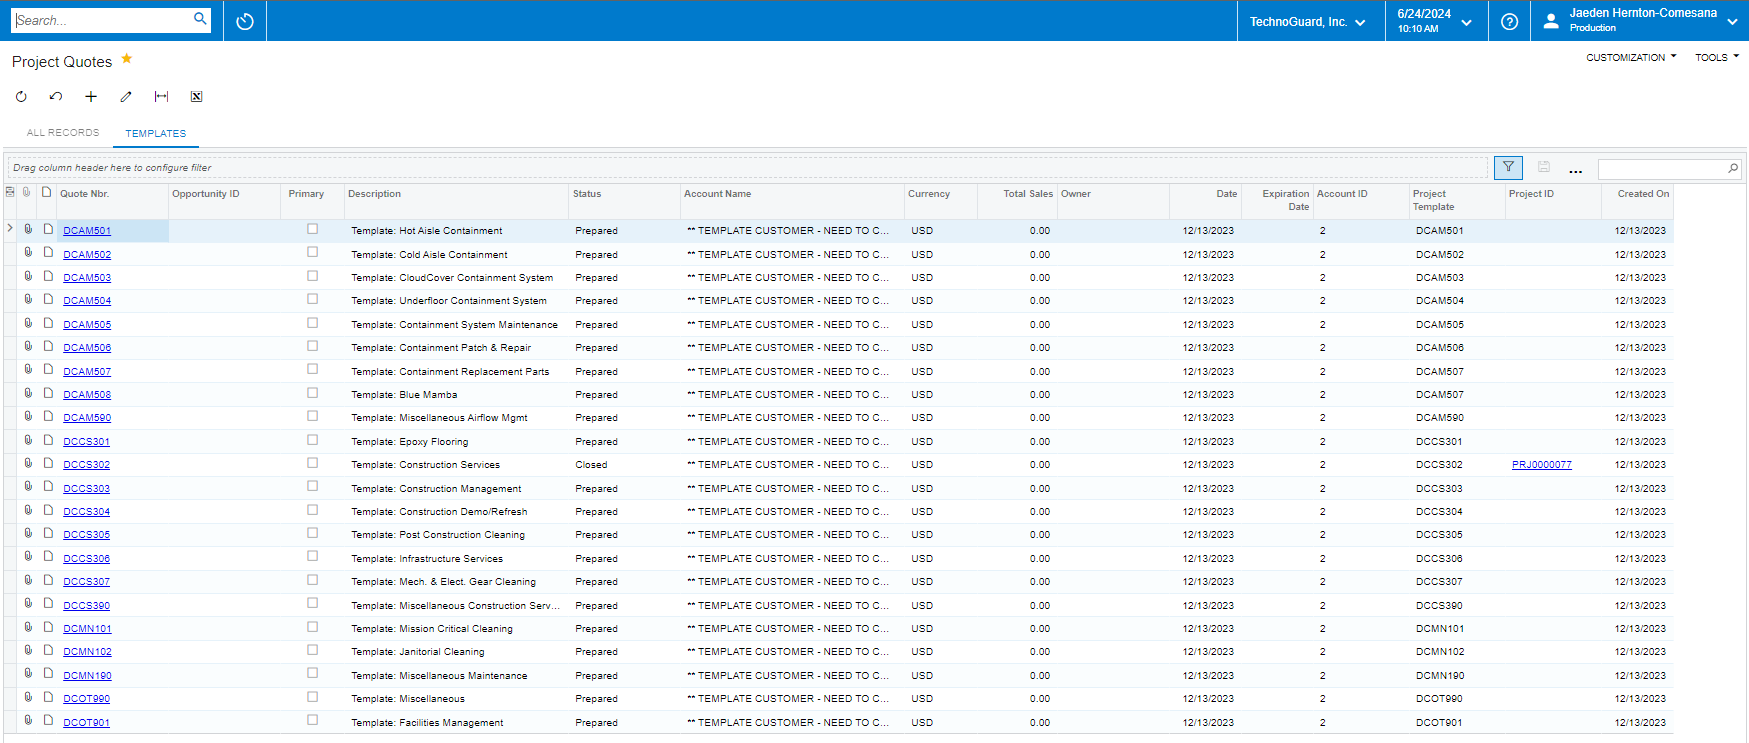 Search...
TechnoGuard, Inc.
6/24/2024
10:10 AM
Jaeden Hernton-Comesana
Production
Project Quotes
CUSTOMIZATION
TOOLS
ALL RECORDS TEMPLATES
Drag column header here to configure filter
Quote Nbr. Opportunity ID Primary Description Status Account Name Currency Total Sales Owner Date Expiration Date Account ID Project Template Project ID Created On
DCAM501 Template: Hot Aisle Containment Prepared ** TEMPLATE CUSTOMER - NEED TO C... USD 0.00 12/13/2023 2 DCAM501 12/13/2023
DCAM502 Template: Cold Aisle Containment Prepared ** TEMPLATE CUSTOMER - NEED TO C... USD 0.00 12/13/2023 2 DCAM502 12/13/2023
DCAM503 Template: CloudCover Containment System Prepared ** TEMPLATE CUSTOMER - NEED TO C... USD 0.00 12/13/2023 2 DCAM503 12/13/2023
DCAM504 Template: Underfloor Containment System Prepared ** TEMPLATE CUSTOMER - NEED TO C... USD 0.00 12/13/2023 2 DCAM504 12/13/2023
DCAM505 Template: Containment System Maintenance Prepared ** TEMPLATE CUSTOMER - NEED TO C... USD 0.00 12/13/2023 2 DCAM505 12/13/2023
DCAM506 Template: Containment Patch & Repair Prepared ** TEMPLATE CUSTOMER - NEED TO C... USD 0.00 12/13/2023 2 DCAM506 12/13/2023
DCAM507 Template: Containment Replacement Parts Prepared ** TEMPLATE CUSTOMER - NEED TO C... USD 0.00 12/13/2023 2 DCAM507 12/13/2023
DCAM508 Template: Blue Mamba Prepared ** TEMPLATE CUSTOMER - NEED TO C... USD 0.00 12/13/2023 2 DCAM507 12/13/2023
DCAM590 Template: Miscellaneous Airflow Mgmt Prepared ** TEMPLATE CUSTOMER - NEED TO C... USD 0.00 12/13/2023 2 DCAM590 12/13/2023
DCCS301 Template: Epoxy Flooring Prepared ** TEMPLATE CUSTOMER - NEED TO C... USD 0.00 12/13/2023 2 DCCS301 12/13/2023
DCCS302 Template: Construction Services Closed ** TEMPLATE CUSTOMER - NEED TO C... USD 0.00 12/13/2023 2 DCCS302 PRJ0000077 12/13/2023
DCCS303 Template: Construction Management Prepared ** TEMPLATE CUSTOMER - NEED TO C... USD 0.00 12/13/2023 2 DCCS303 12/13/2023
DCCS304 Template: Construction Demo/Refresh Prepared ** TEMPLATE CUSTOMER - NEED TO C... USD 0.00 12/13/2023 2 DCCS304 12/13/2023
DCCS305 Template: Post Construction Cleaning Prepared ** TEMPLATE CUSTOMER - NEED TO C... USD 0.00 12/13/2023 2 DCCS305 12/13/2023
DCCS306 Template: Infrastructure Services Prepared ** TEMPLATE CUSTOMER - NEED TO C... USD 0.00 12/13/2023 2 DCCS306 12/13/2023
DCCS307 Template: Mech. & Elect. Gear Cleaning Prepared ** TEMPLATE CUSTOMER - NEED TO C... USD 0.00 12/13/2023 2 DCCS307 12/13/2023
DCCS390 Template: Miscellaneous Construction Serv... Prepared ** TEMPLATE CUSTOMER - NEED TO C... USD 0.00 12/13/2023 2 DCCS390 12/13/2023
DCMN101 Template: Mission Critical Cleaning Prepared ** TEMPLATE CUSTOMER - NEED TO C... USD 0.00 12/13/2023 2 DCMN101 12/13/2023
DCMN102 Template: Janitorial Cleaning Prepared ** TEMPLATE CUSTOMER - NEED TO C... USD 0.00 12/13/2023 2 DCMN102 12/13/2023
DCMN190 Template: Miscellaneous Maintenance Prepared ** TEMPLATE CUSTOMER - NEED TO C... USD 0.00 12/13/2023 2 DCMN190 12/13/2023
DCOT990 Template: Miscellaneous Prepared ** TEMPLATE CUSTOMER - NEED TO C... USD 0.00 12/13/2023 2 DCOT990 12/13/2023
DCOT901 Template: Facilities Management Prepared ** TEMPLATE CUSTOMER - NEED TO C... USD 0.00 12/13/2023 2 DCOT901 12/13/2023